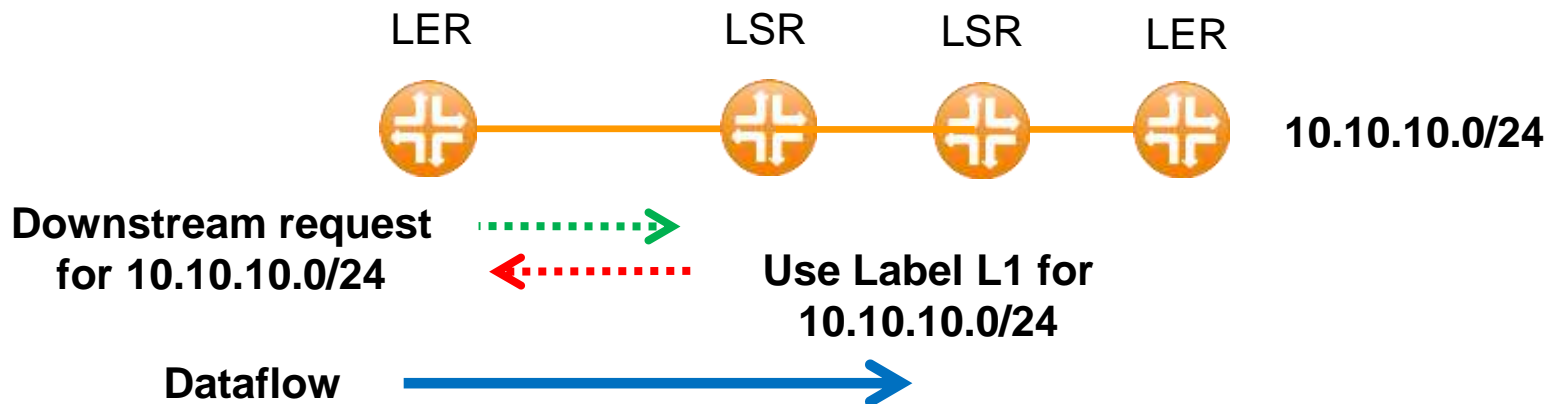 LER
LSR
LSR
LER
10.10.10.0/24
Downstream request
for 10.10.10.0/24
Use Label L1 for
10.10.10.0/24
Dataflow